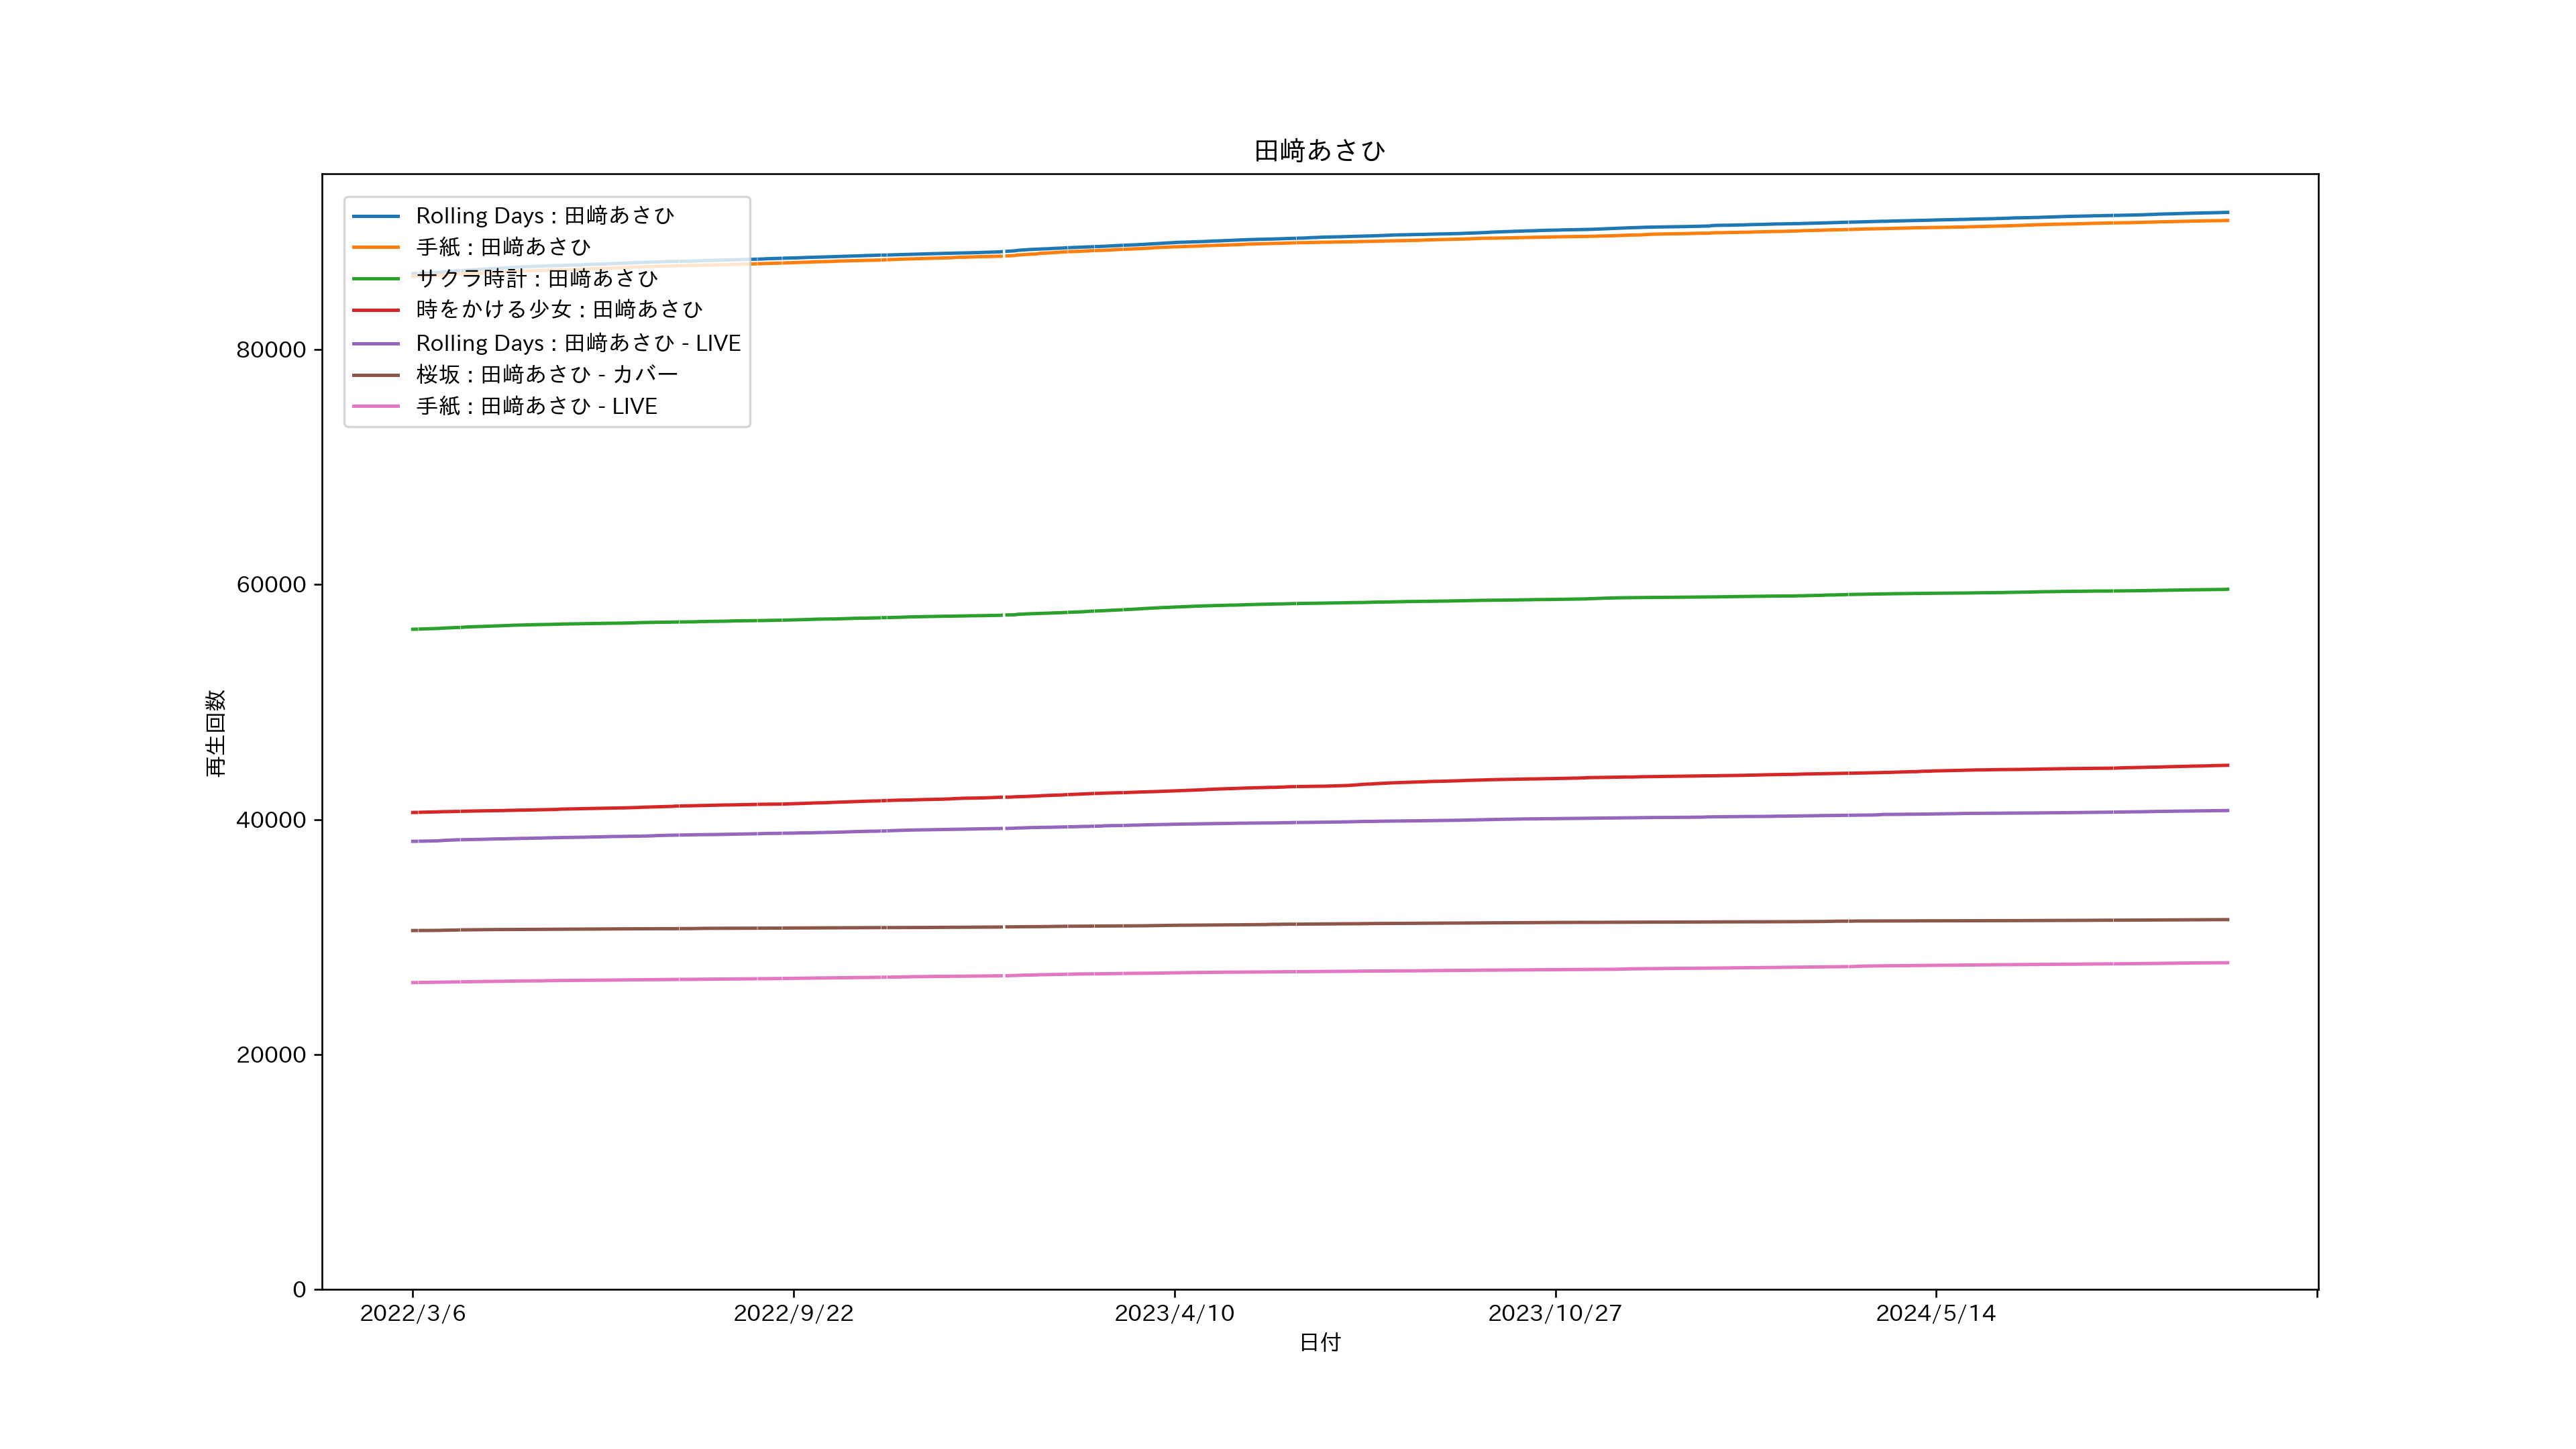 田﨑あさひ
Rolling Days : 田﨑あさひ
手紙 : 田﨑あさひ
サクラ時計 : 田﨑あさひ
時をかける少女 : 田﨑あさひ
Rolling Days : 田﨑あさひ - LIVE
桜坂 : 田﨑あさひ - カバー
手紙 : 田﨑あさひ - LIVE
80000
60000
40000
20000
0
再生回数
2022/3/6 2022/9/22 2023/4/10 2023/10/27 2024/5/14
日付